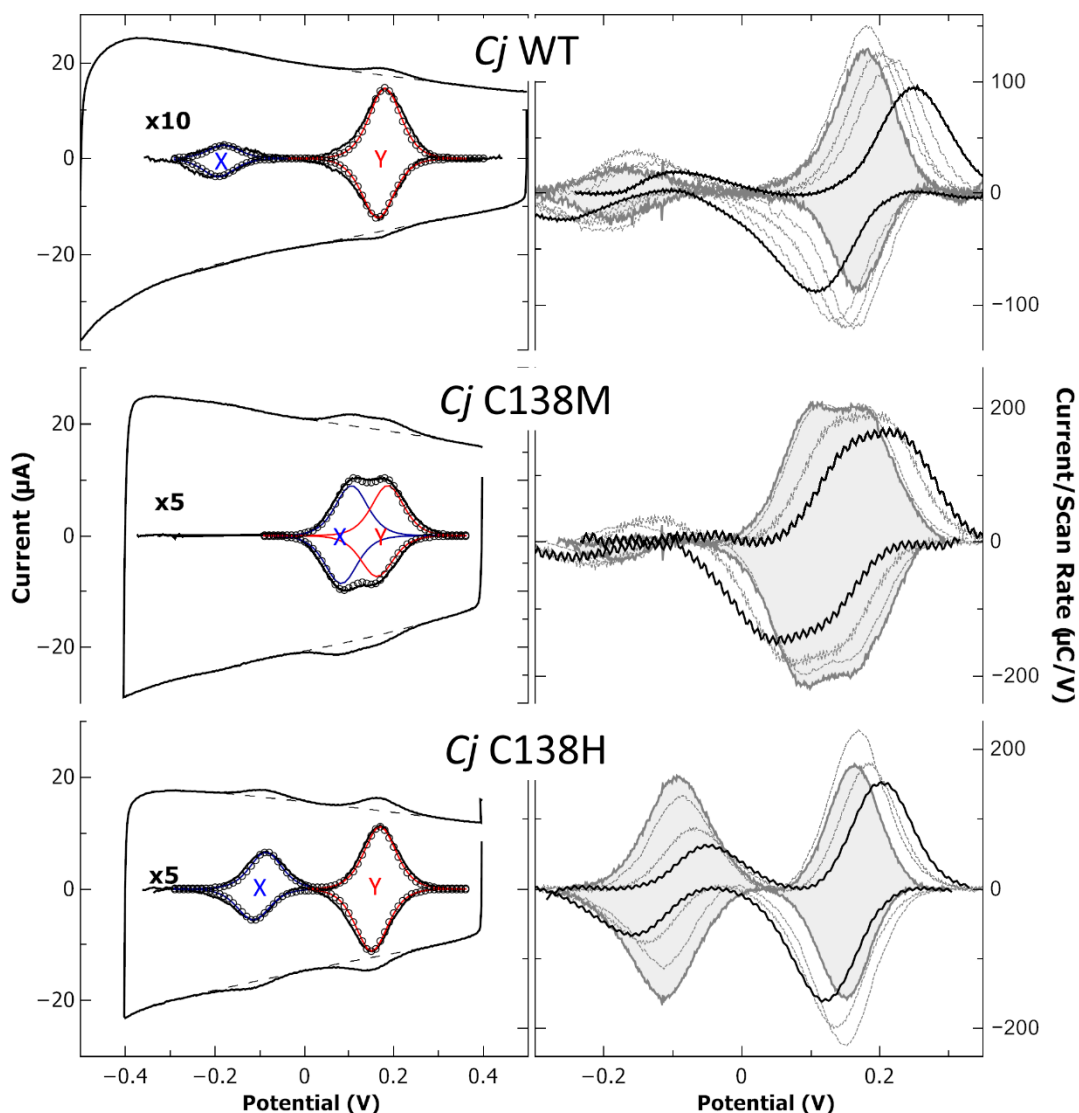 Cj WT
20
0
−20
x10
X
Y
100
0
−100
Cj C138M
20
0
−20
x5
X
Y
200
0
−200
Cj C138H
20
0
−20
x5
X
Y
200
0
−200
Current (µA)
Current/Scan Rate (µC/V)
−0.4
−0.2
0
0.2
0.4
−0.2
0
0.2
Potential (V)
Potential (V)